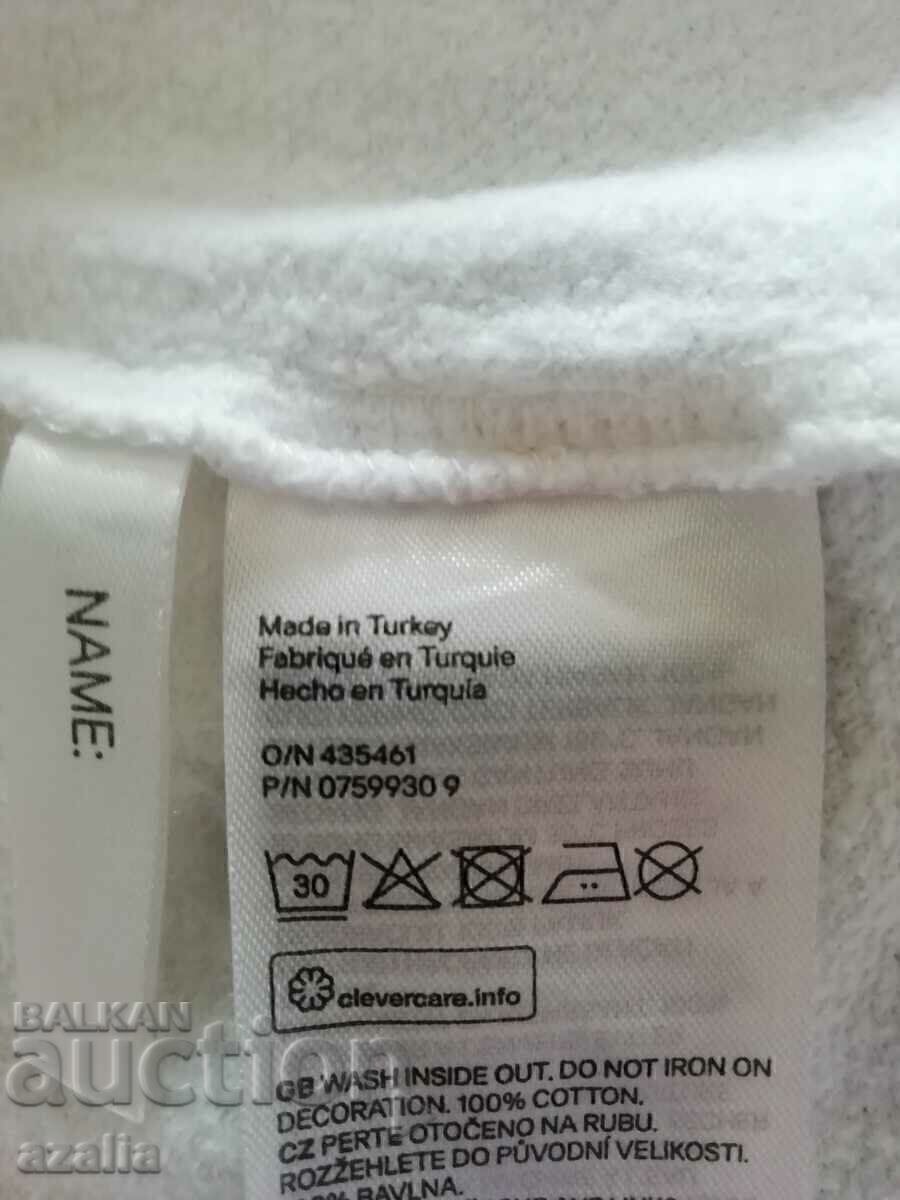 NAME:
Made in Turkey
Fabriqué en Turquie
Hecho en Turquía
O/N 435461
P/N 0759930 9
30
clevercare.info
GB WASH INSIDE OUT. DO NOT IRON ON
DECORATION. 100% COTTON.
CZ PERTE OTOČENO NA RUBU.
ROZŽEHLETE DO PŮVODNÍ VELIKOSTI.
BAVLNA.
BALKAN
auction
azalia